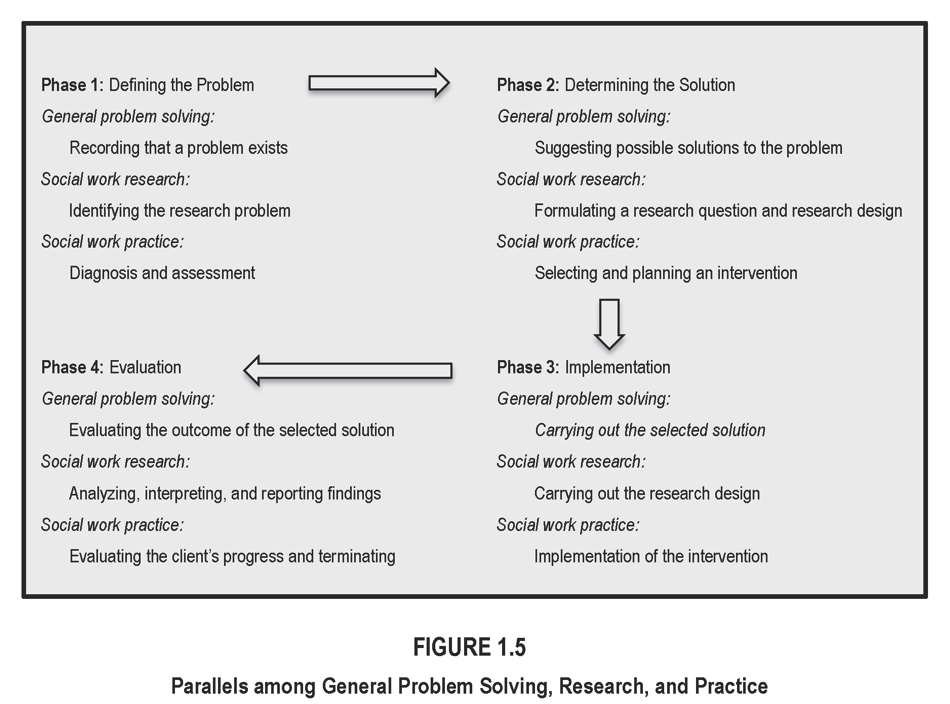 Phase 1: Defining the Problem
General problem solving:
Recording that a problem exists
Social work research:
Identifying the research problem
Social work practice:
Diagnosis and assessment
Phase 2: Determining the Solution
General problem solving:
Suggesting possible solutions to the problem
Social work research:
Formulating a research question and research design
Social work practice:
Selecting and planning an intervention
Phase 3: Implementation
General problem solving:
Carrying out the selected solution
Social work research:
Carrying out the research design
Social work practice:
Implementation of the intervention
Phase 4: Evaluation
General problem solving:
Evaluating the outcome of the selected solution
Social work research:
Analyzing, interpreting, and reporting findings
Social work practice:
Evaluating the client's progress and terminating
FIGURE 1.5
Parallels among General Problem Solving, Research, and Practice